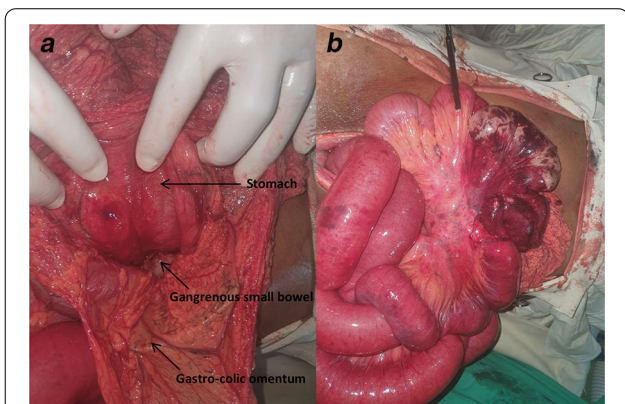 a
b
Stomach
Gangrenous small bowel
Gastro-colic omentum